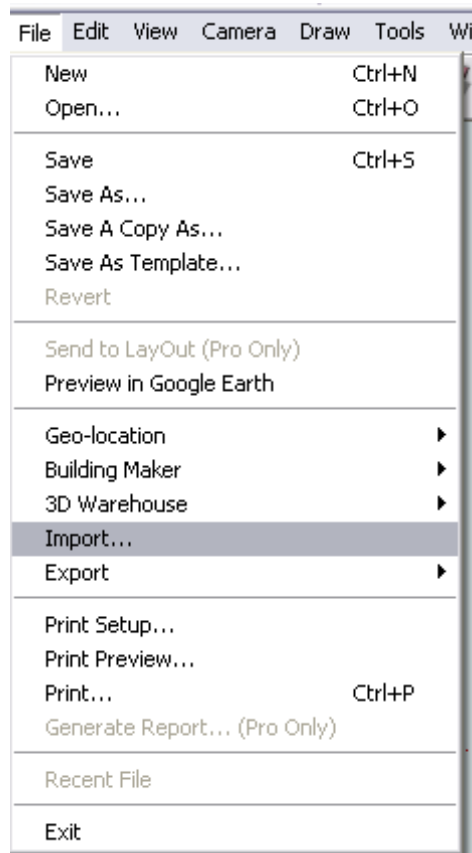 File Edit View Camera Draw Tools Wi
New Ctrl+N
Open... Ctrl+O
Save Ctrl+S
Save As...
Save A Copy As...
Save As Template...
Revert
Send to LayOut (Pro Only)
Preview in Google Earth
Geo-location
Building Maker
3D Warehouse
Import...
Export
Print Setup...
Print Preview...
Print... Ctrl+P
Generate Report... (Pro Only)
Recent File
Exit